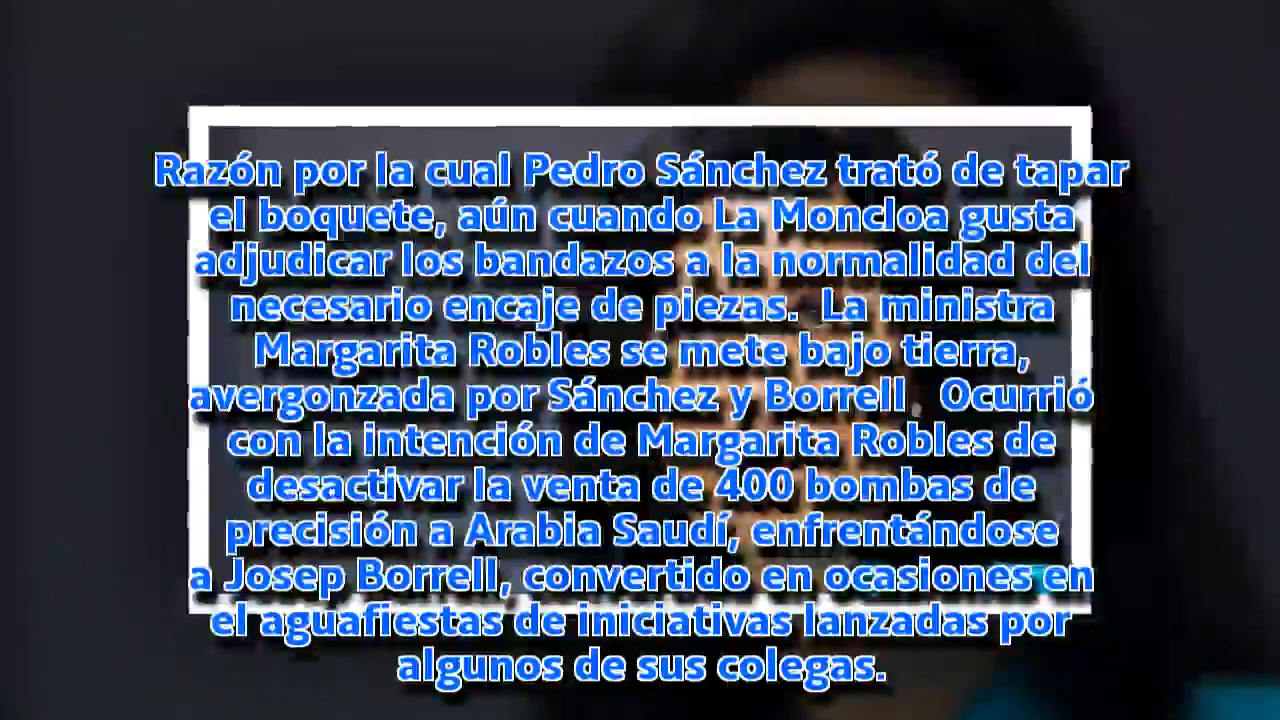 Razón por la cual Pedro Sánchez trató de tapar
el boquete, aún cuando La Moncloa gusta
adjudicar los bandazos a la normalidad del
necesario encaje de piezas.  La ministra
Margarita Robles se mete bajo tierra,
avergonzada por Sánchez y Borrell.  Ocurrió
con la intención de Margarita Robles de
desactivar la venta de 400 bombas de
precisión a Arabia Saudí, enfrentándose
a Josep Borrell, convertido en ocasiones en
el aguafiestas de iniciativas lanzadas por
algunos de sus colegas.